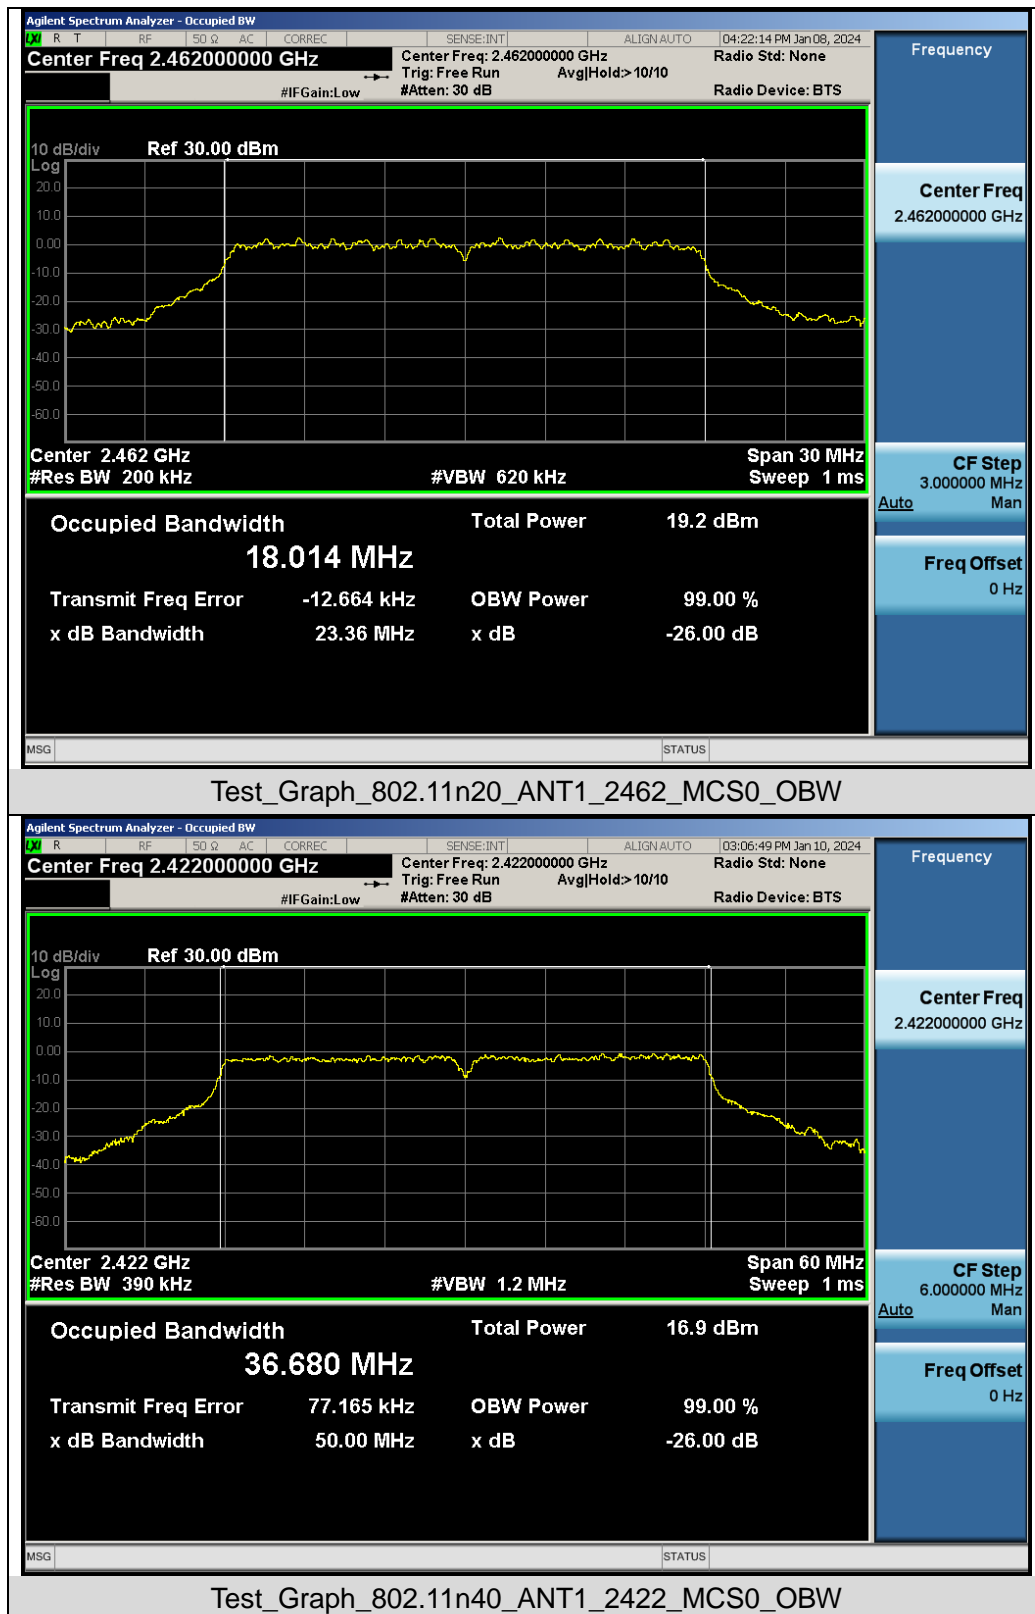 Agilent Spectrum Analyzer - Occupied BW
LXI R T RF 50 Ω AC CORREC SENSE:INT ALIGN AUTO 04:22:14 PM Jan 08, 2024
Center Freq 2.462000000 GHz
Center Freq: 2.462000000 GHz Radio Std: None
Trig: Free Run Avg|Hold:>10/10
#IFGain:Low #Atten: 30 dB Radio Device: BTS
Frequency
10 dB/div Ref 30.00 dBm
Log
20.0
10.0
0.00
-10.0
-20.0
-30.0
-40.0
-50.0
-60.0
Center 2.462 GHz Span 30 MHz
#Res BW 200 kHz #VBW 620 kHz Sweep 1 ms
Center Freq
2.462000000 GHz
CF Step
3.000000 MHz
Auto Man
Freq Offset
0 Hz
Occupied Bandwidth Total Power 19.2 dBm
18.014 MHz
Transmit Freq Error -12.664 kHz OBW Power 99.00 %
x dB Bandwidth 23.36 MHz x dB -26.00 dB
MSG STATUS
Test_Graph_802.11n20_ANT1_2462_MCS0_OBW
Agilent Spectrum Analyzer - Occupied BW
LXI R RF 50 Ω AC CORREC SENSE:INT ALIGN AUTO 03:06:49 PM Jan 10, 2024
Center Freq 2.422000000 GHz
Center Freq: 2.422000000 GHz Radio Std: None
Trig: Free Run Avg|Hold:>10/10
#IFGain:Low #Atten: 30 dB Radio Device: BTS
Frequency
10 dB/div Ref 30.00 dBm
Log
20.0
10.0
0.00
-10.0
-20.0
-30.0
-40.0
-50.0
-60.0
Center 2.422 GHz Span 60 MHz
#Res BW 390 kHz #VBW 1.2 MHz Sweep 1 ms
Center Freq
2.422000000 GHz
CF Step
6.000000 MHz
Auto Man
Freq Offset
0 Hz
Occupied Bandwidth Total Power 16.9 dBm
36.680 MHz
Transmit Freq Error 77.165 kHz OBW Power 99.00 %
x dB Bandwidth 50.00 MHz x dB -26.00 dB
MSG STATUS
Test_Graph_802.11n40_ANT1_2422_MCS0_OBW